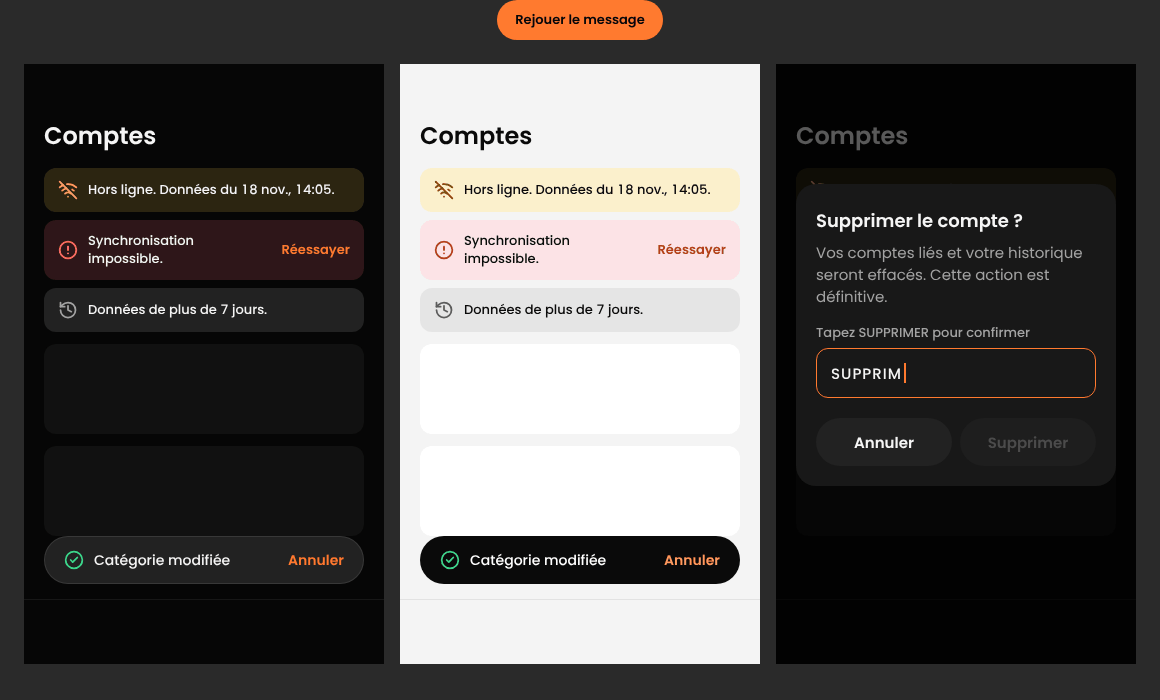 Rejouer le message
Comptes
Hors ligne. Données du 18 nov., 14:05.
Synchronisation
impossible.
Réessayer
Données de plus de 7 jours.
Catégorie modifiée
Annuler
Comptes
Hors ligne. Données du 18 nov., 14:05.
Synchronisation
impossible.
Réessayer
Données de plus de 7 jours.
Catégorie modifiée
Annuler
Comptes
Supprimer le compte ?
Vos comptes liés et votre historique
seront effacés. Cette action est
définitive.
Tapez SUPPRIMER pour confirmer
SUPPRIM
Annuler
Supprimer